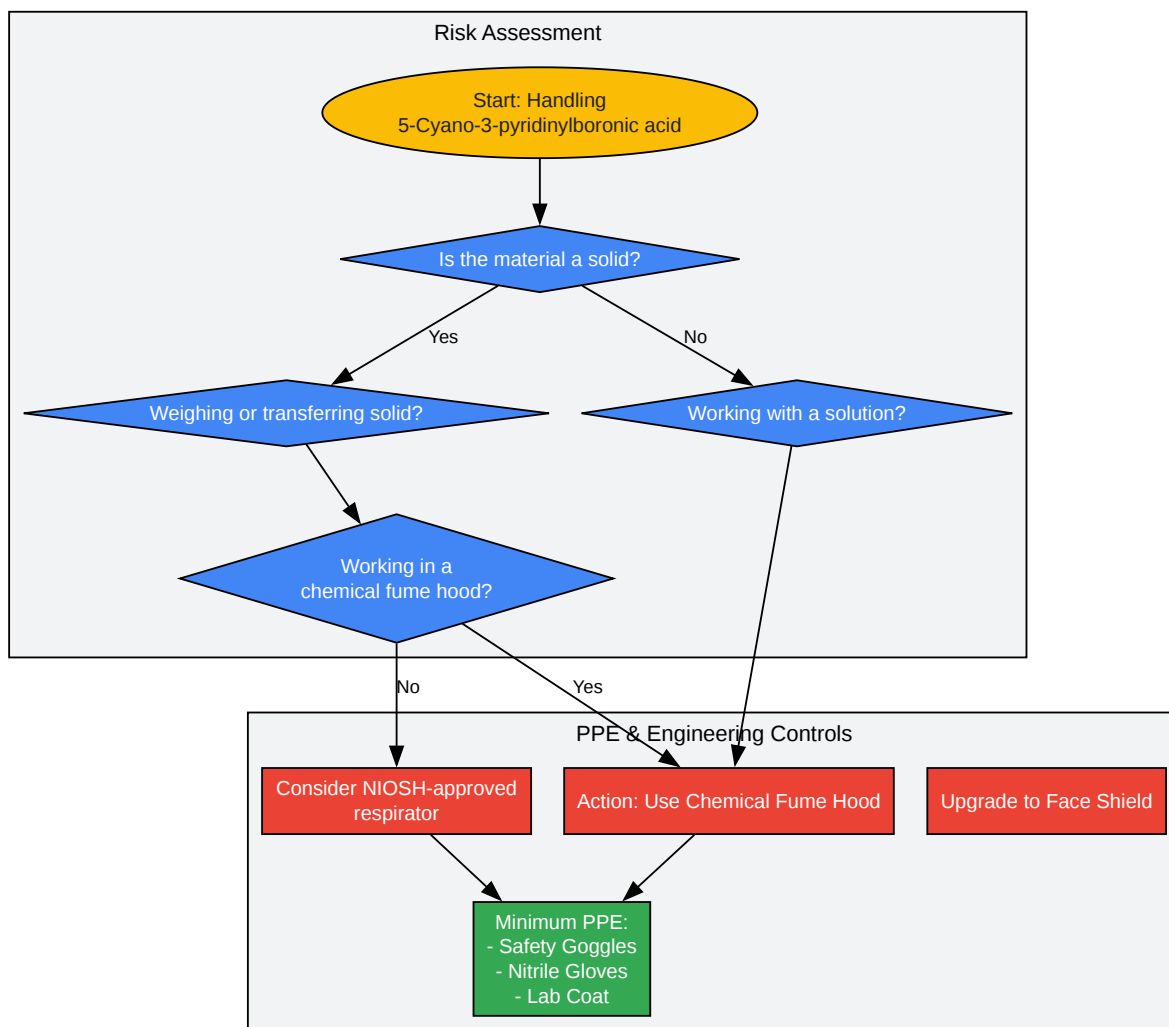 Risk Assessment
Start: Handling
5-Cyano-3-pyridinylboronic acid
Is the material a solid?
Yes
No
Weighing or transferring solid?
Working with a solution?
Working in a
chemical fume hood?
No
Yes
PPE & Engineering Controls
Consider NIOSH-approved
respirator
Action: Use Chemical Fume Hood
Upgrade to Face Shield
Minimum PPE:
- Safety Goggles
- Nitrile Gloves
- Lab Coat